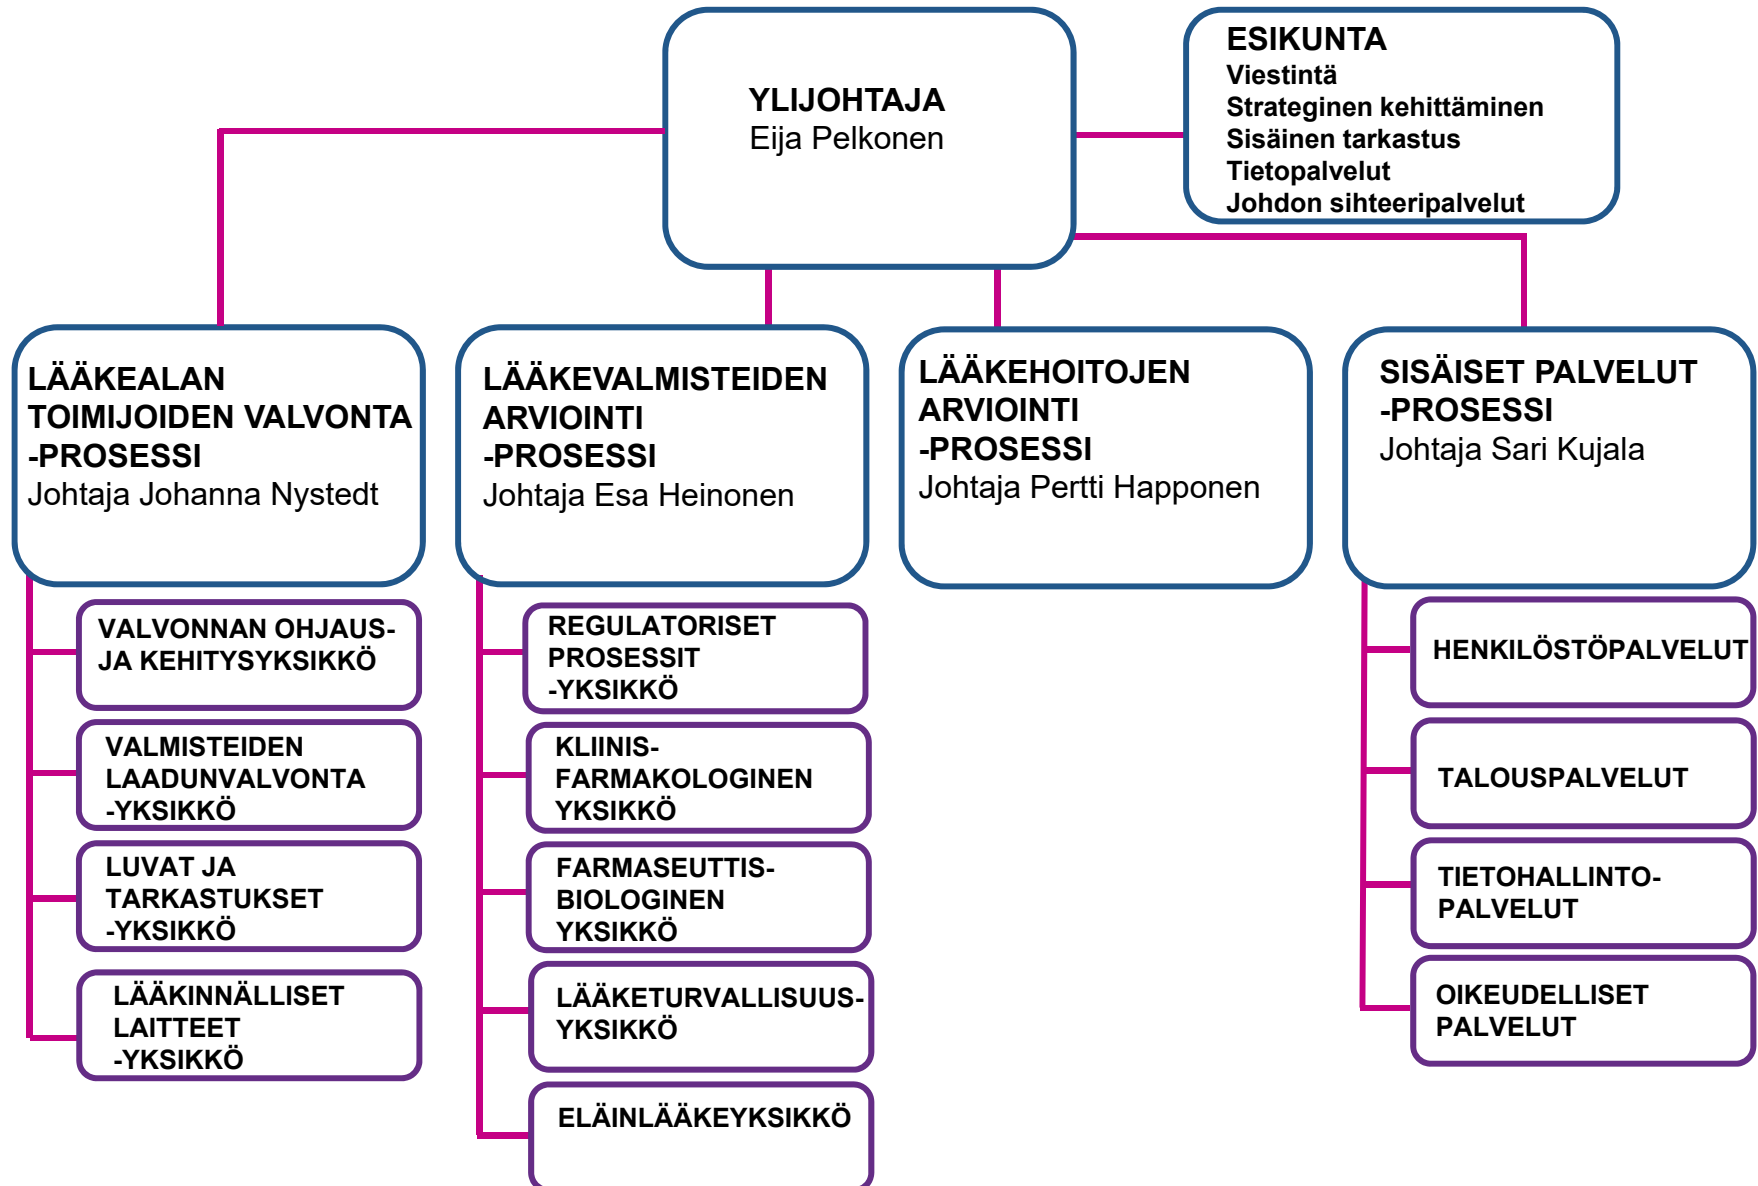 YLIJOHTAJA
Eija Pelkonen
ESIKUNTA
Viestintä
Strateginen kehittäminen
Sisäinen tarkastus
Tietopalvelut
Johdon sihteeripalvelut
LÄÄKEALAN
TOIMIJOIDEN VALVONTA
-PROSESSI
Johtaja Johanna Nystedt
VALVONNAN OHJAUS-
JA KEHITYSYKSIKKÖ
VALMISTEIDEN
LAADUNVALVONTA
-YKSIKKÖ
LUVAT JA
TARKASTUKSET
-YKSIKKÖ
LÄÄKINNÄLLISET
LAITTEET
-YKSIKKÖ
LÄÄKEVALMISTEIDEN
ARVIOINTI
-PROSESSI
Johtaja Esa Heinonen
REGULATORISET
PROSESSIT
-YKSIKKÖ
KLIINIS-
FARMAKOLOGINEN
YKSIKKÖ
FARMASEUTTIS-
BIOLOGINEN
YKSIKKÖ
LÄÄKETURVALLISUUS-
YKSIKKÖ
ELÄINLÄÄKEYKSIKKÖ
LÄÄKEHOITOJEN
ARVIOINTI
-PROSESSI
Johtaja Pertti Happonen
SISÄISET PALVELUT
-PROSESSI
Johtaja Sari Kujala
HENKILÖSTÖPALVELUT
TALOUSPALVELUT
TIETOHALLINTO-
PALVELUT
OIKEUDELLISET
PALVELUT